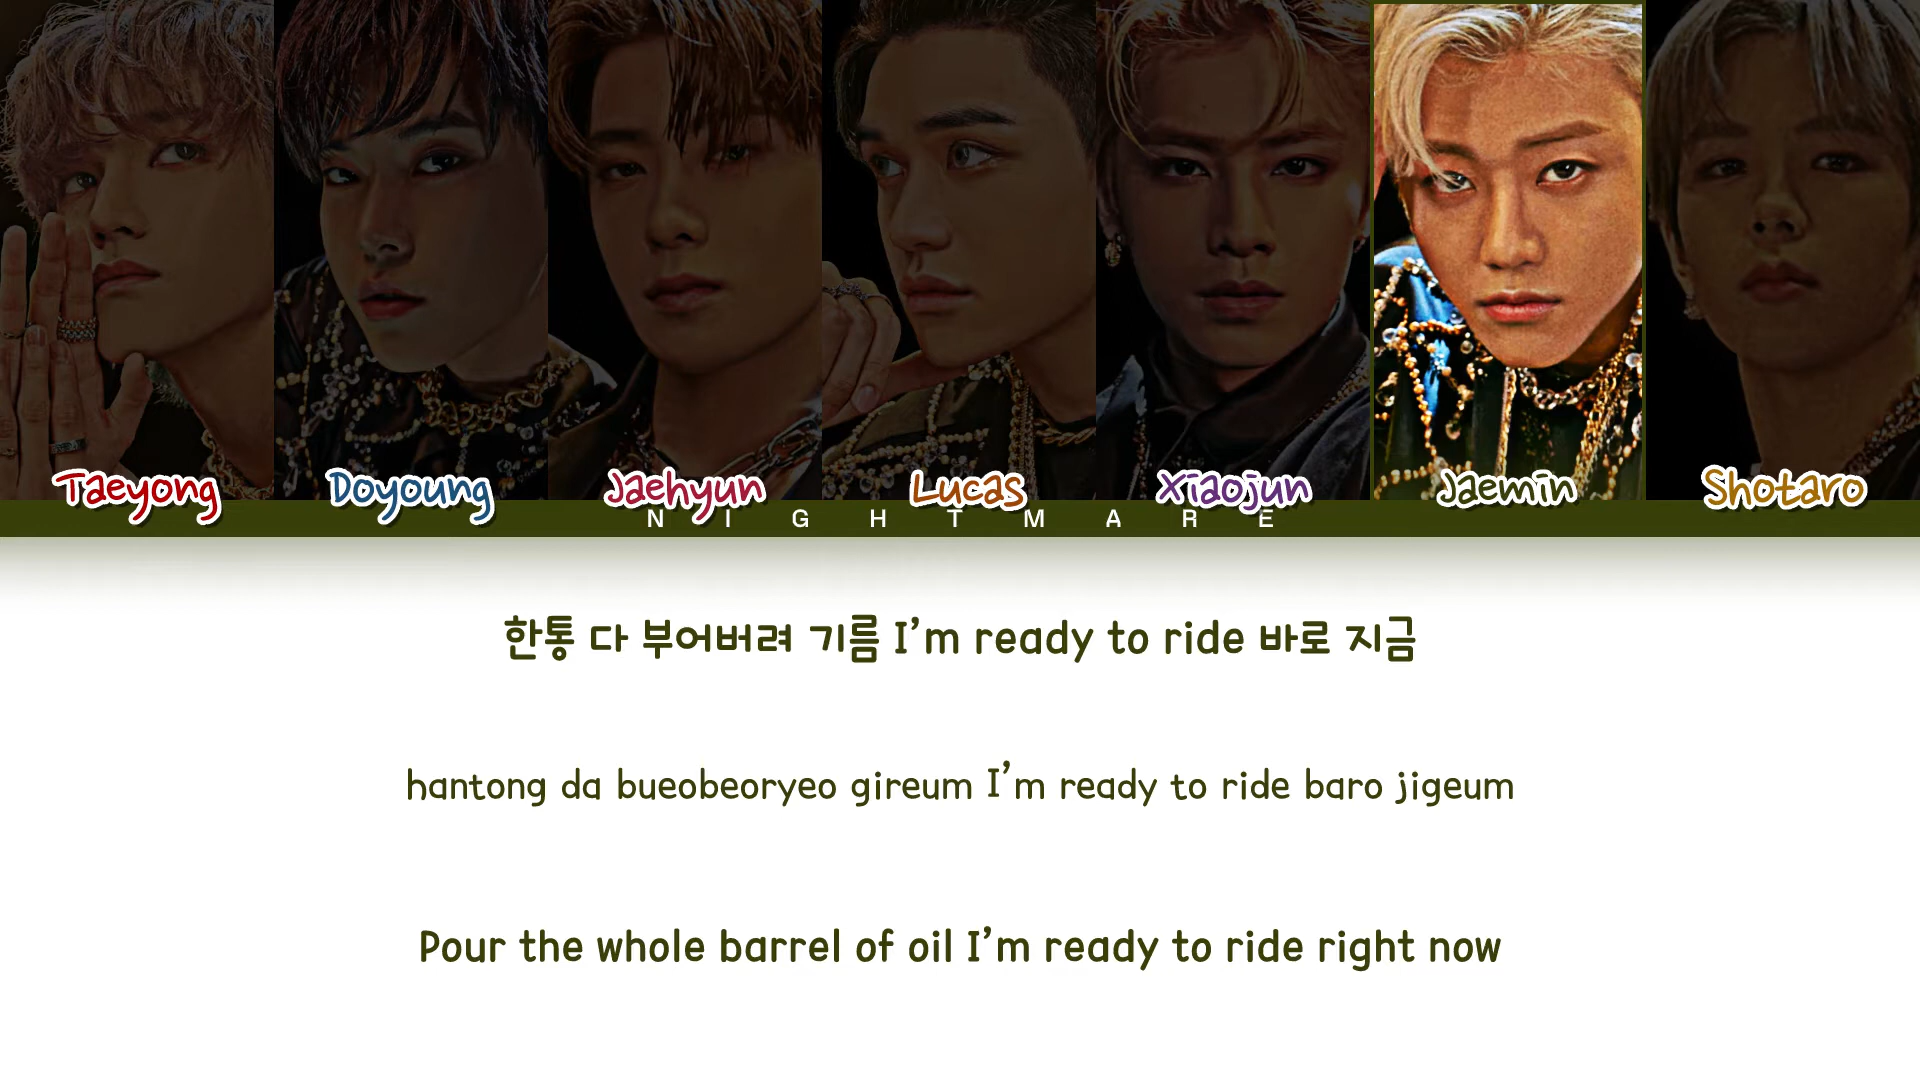 Taeyong Doyoung Jaehyun Lucas Xiaojun Jaemin Shotaro
NIGHTMARE
한통 다 부어버려 기름 I’m ready to ride 바로 지금
hantong da bueobeoryeo gireum I’m ready to ride baro jigeum
Pour the whole barrel of oil I’m ready to ride right now